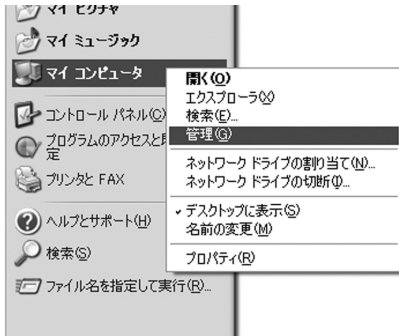 マイ ピクチャ
マイ ミュージック
マイ コンピュータ
コントロール パネル(C)
プログラムのアクセスと
定
プリンタと FAX
ヘルプとサポート(H)
検索(S)
ファイル名を指定して実行(R)...
開く(O)
エクスプローラ(X)
検索(E)...
管理(G)
ネットワーク ドライブの割り当て(N)...
ネットワーク ドライブの切断(I)...
デスクトップに表示(S)
名前の変更(M)
プロパティ(R)